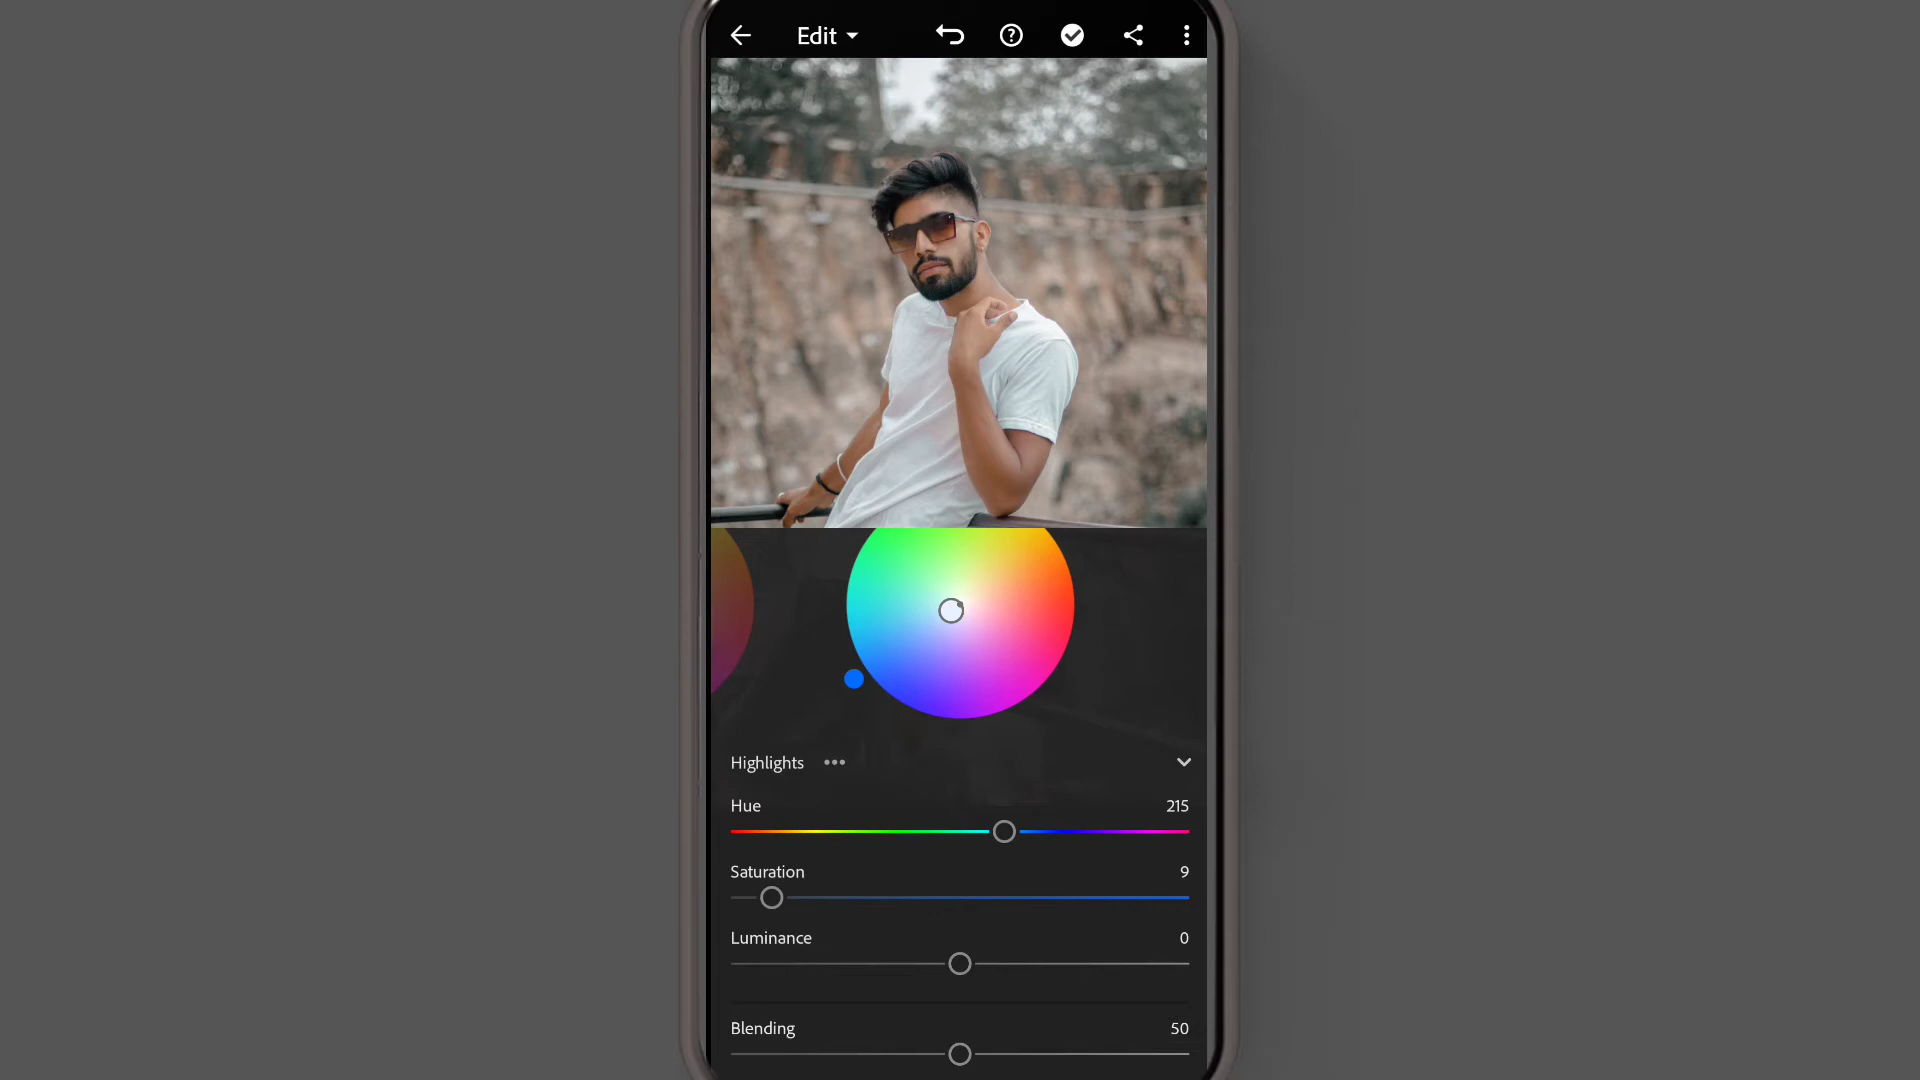 Edit
Highlights
Hue 215
Saturation 9
Luminance 0
Blending 50